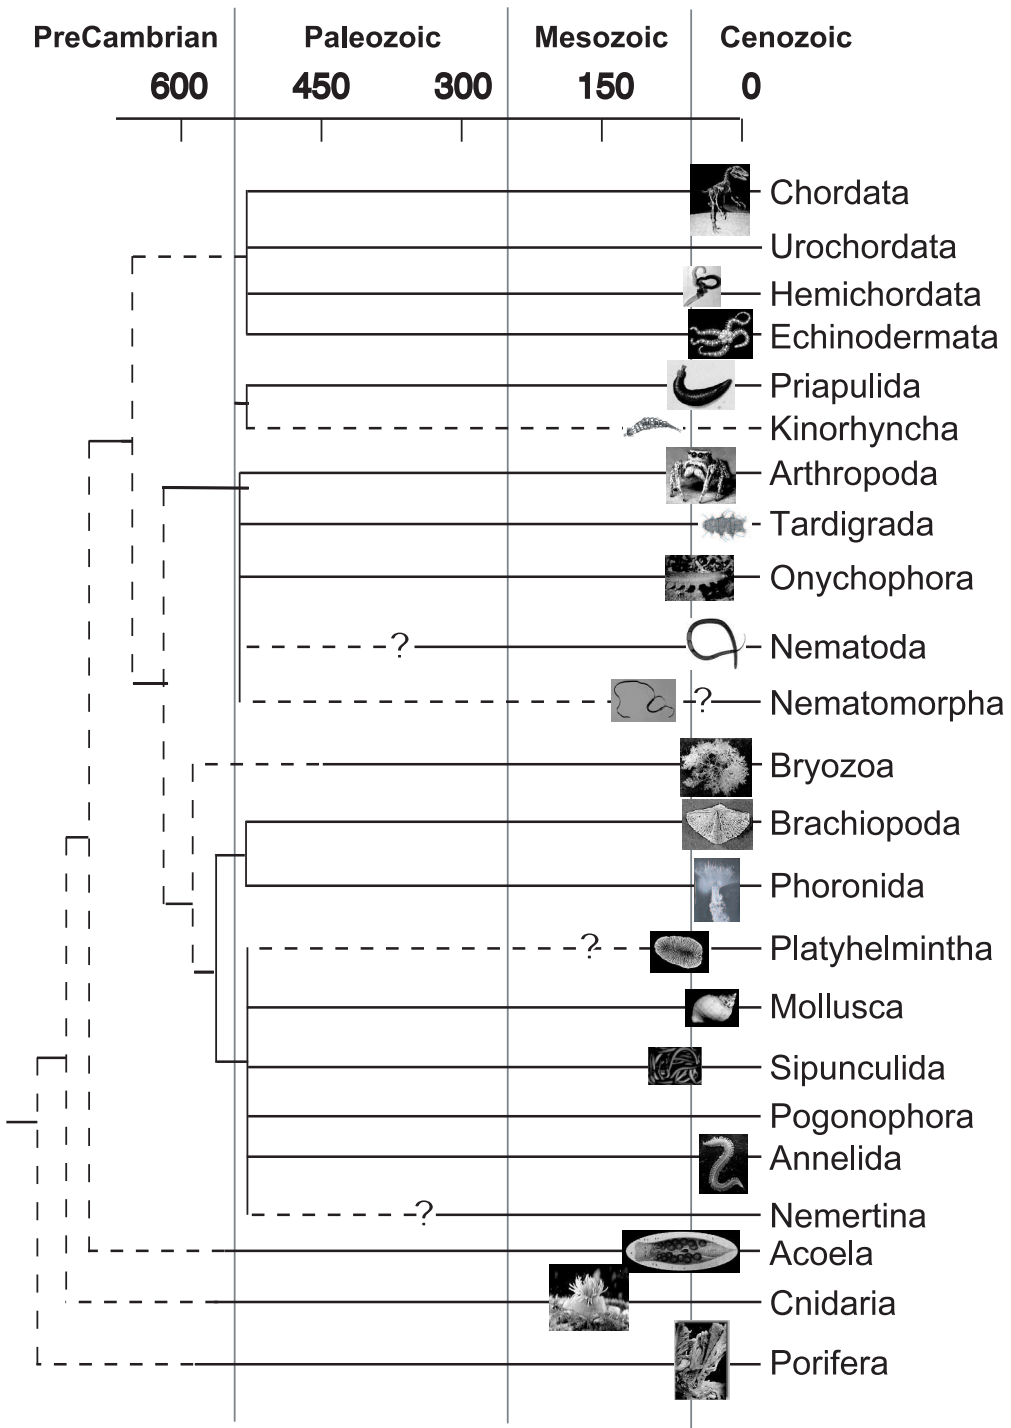 PreCambrian Paleozoic Mesozoic Cenozoic
600 450 300 150 0
Chordata
Urochordata
Hemichordata
Echinodermata
Priapulida
Kinorhyncha
Arthropoda
Tardigrada
Onychophora
? Nematoda
? Nematomorpha
Bryozoa
Brachiopoda
Phoronida
? Platyhelmintha
Mollusca
Sipunculida
Pogonophora
Annelida
? Nemertina
Acoela
Cnidaria
Porifera